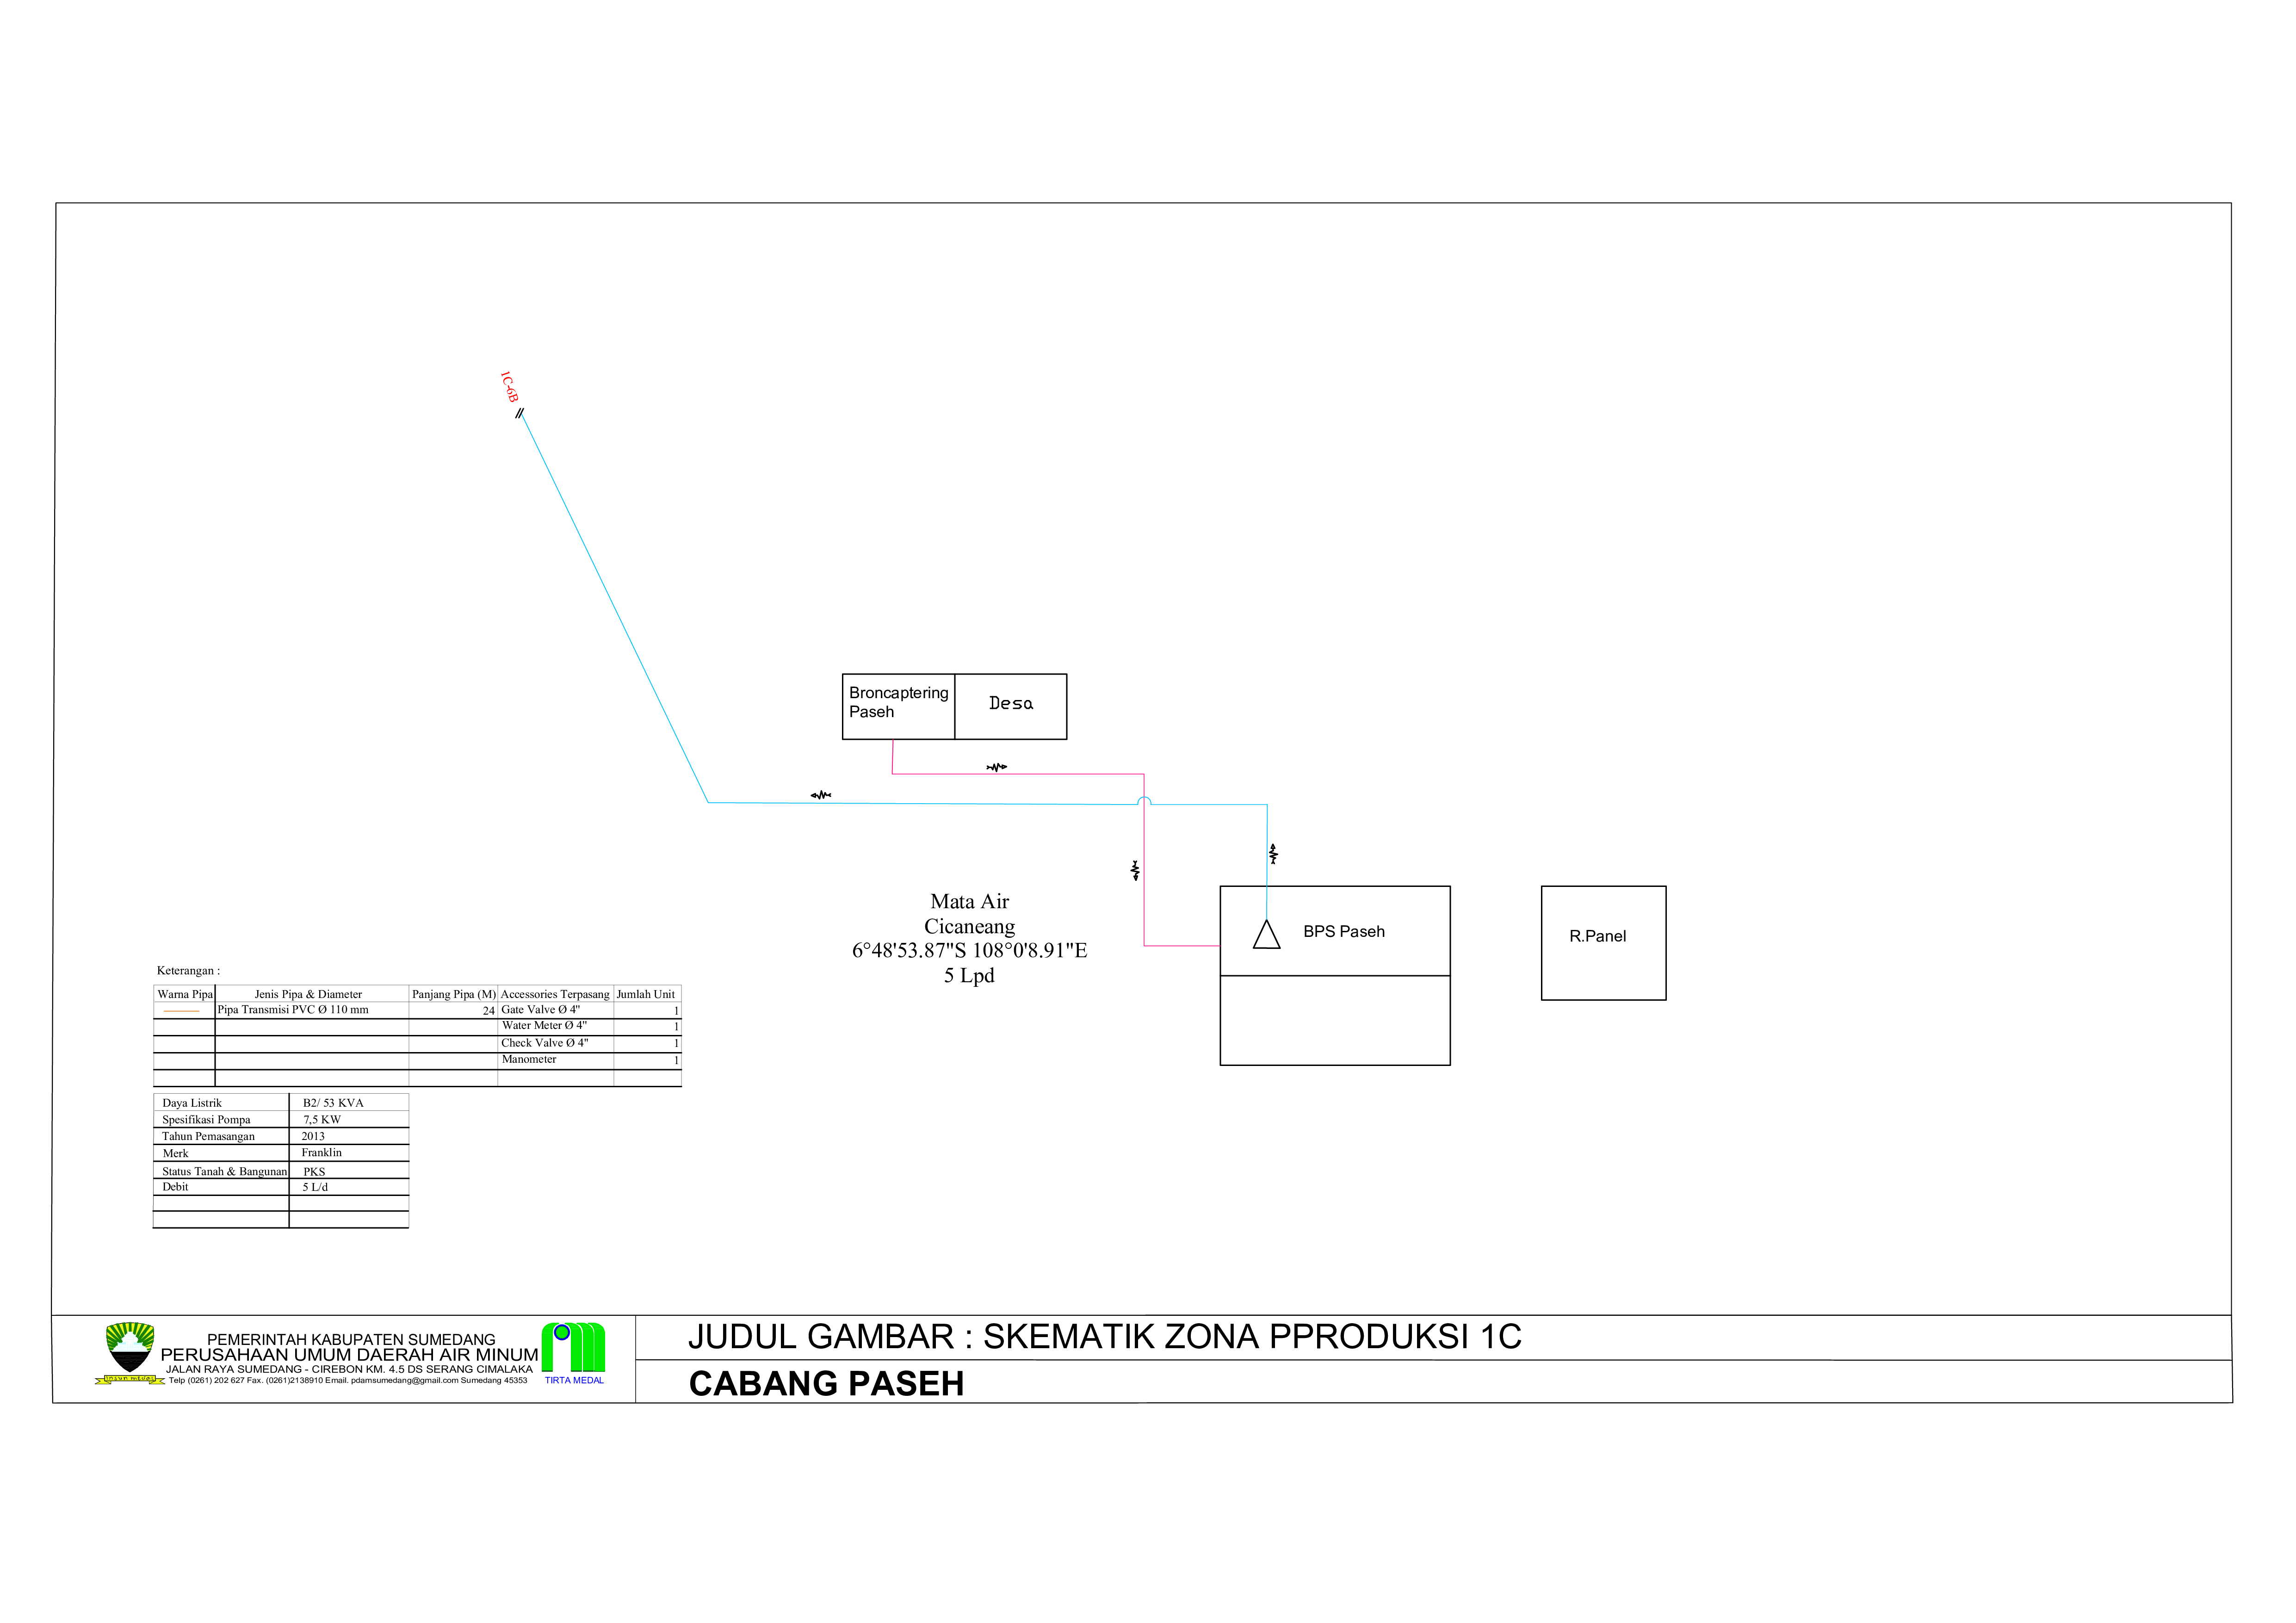 1C-6B
Broncaptering
Paseh
Desa
Mata Air
Cicaneang
6°48'53.87"S 108°0'8.91"E
5 Lpd
BPS Paseh
R.Panel
Keterangan :
Warna Pipa Jenis Pipa & Diameter Panjang Pipa (M) Accessories Terpasang Jumlah Unit
Pipa Transmisi PVC Ø 110 mm 24 Gate Valve Ø 4" 1
Water Meter Ø 4" 1
Check Valve Ø 4" 1
Manometer 1
Daya Listrik B2/ 53 KVA
Spesifikasi Pompa 7,5 KW
Tahun Pemasangan 2013
Merk Franklin
Status Tanah & Bangunan PKS
Debit 5 L/d
INSUN MEDAL
PEMERINTAH KABUPATEN SUMEDANG
PERUSAHAAN UMUM DAERAH AIR MINUM
JALAN RAYA SUMEDANG - CIREBON KM. 4.5 DS SERANG CIMALAKA
Telp (0261) 202 627 Fax. (0261)2138910 Email. pdamsumedang@gmail.com Sumedang 45353
TIRTA MEDAL
JUDUL GAMBAR : SKEMATIK ZONA PPRODUKSI 1C
CABANG PASEH